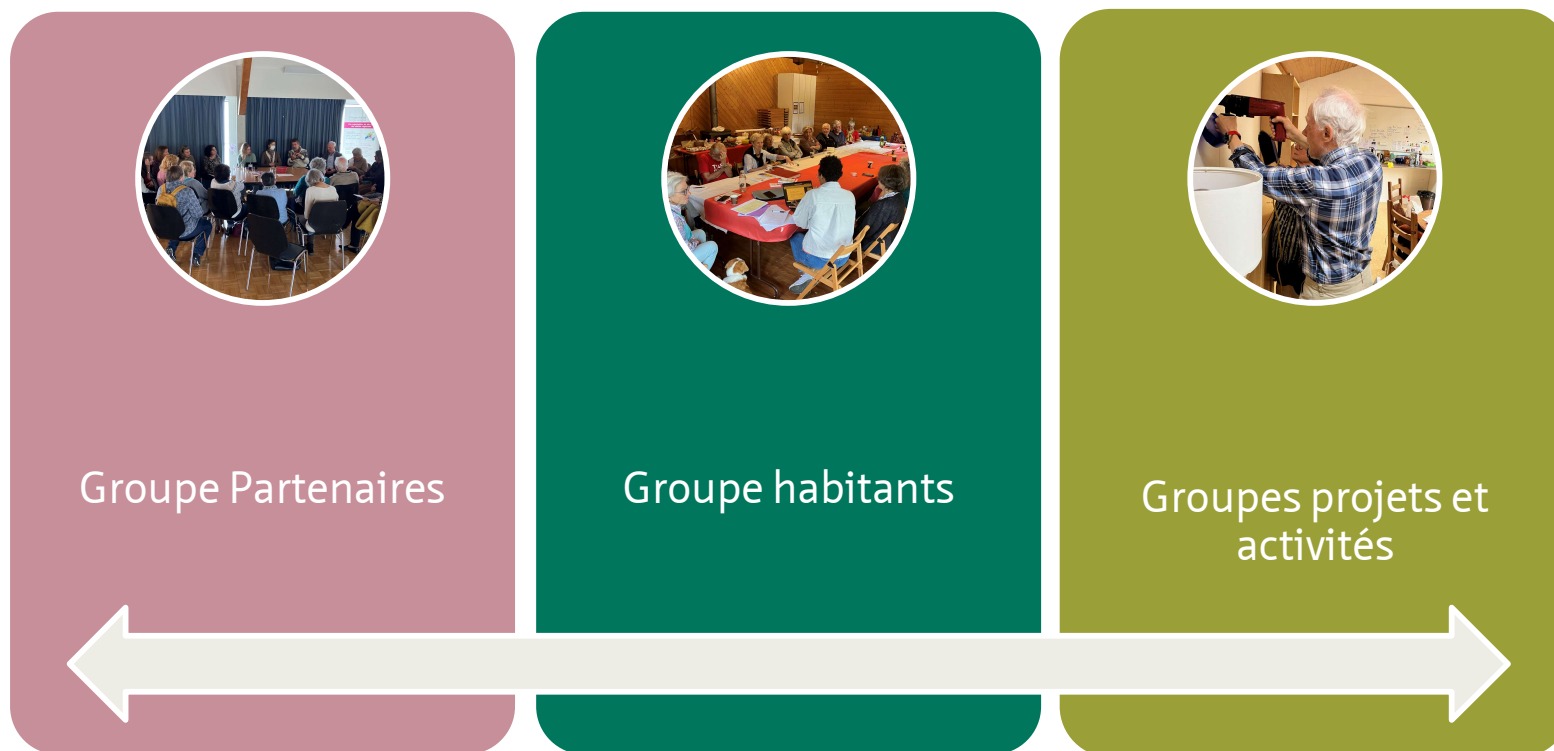 Groupe Partenaires
Groupe habitants
Groupes projets et
activités